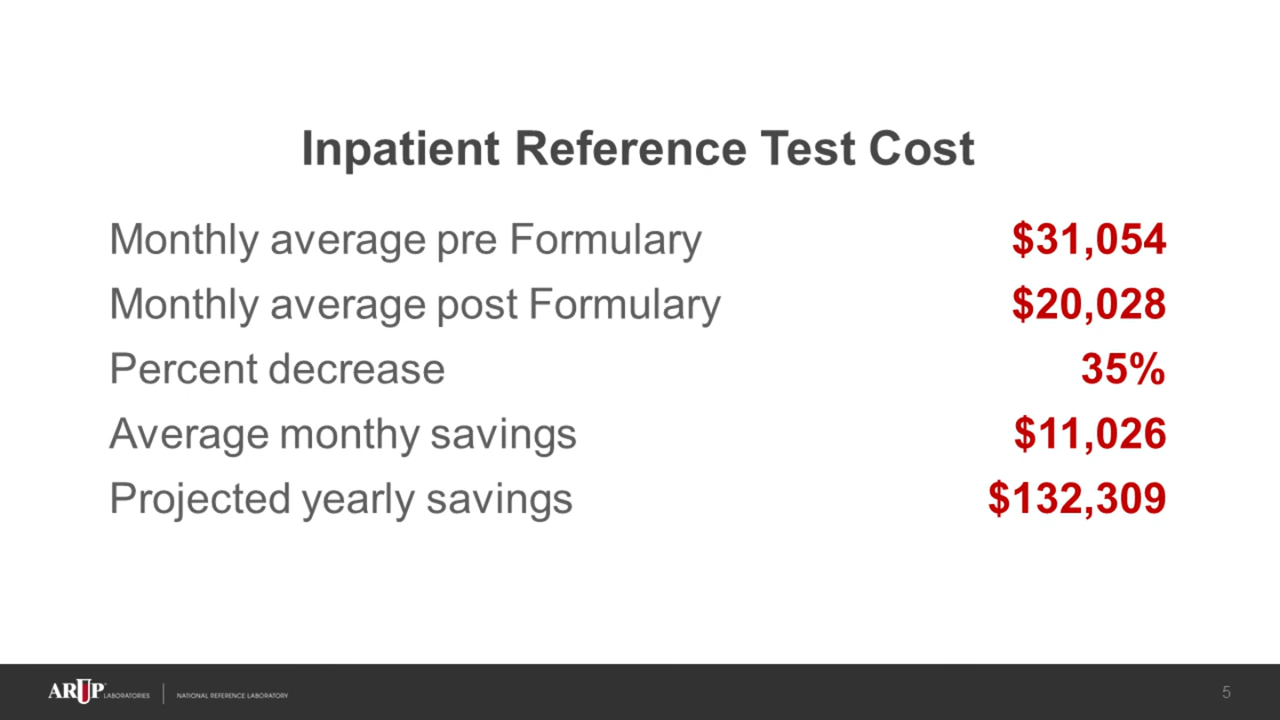 Inpatient Reference Test Cost
Monthly average pre Formulary $31,054
Monthly average post Formulary $20,028
Percent decrease 35%
Average monthy savings $11,026
Projected yearly savings $132,309
ARUP LABORATORIES | NATIONAL REFERENCE LABORATORY 5